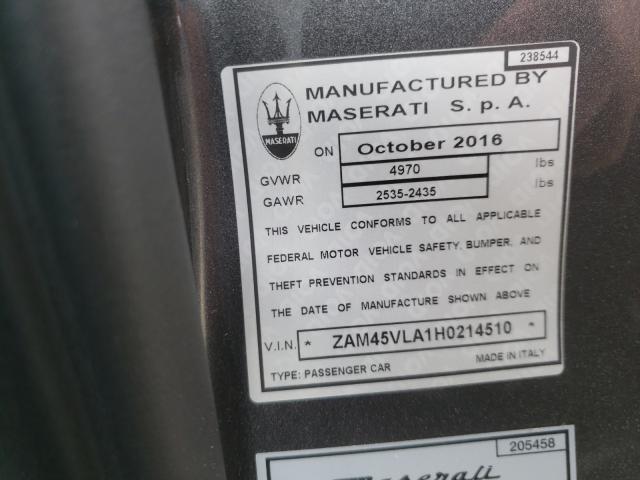 238544
MANUFACTURED BY
MASERATI S. p. A.
MASERATI
ON October 2016
GVWR 4970 lbs
GAWR 2535-2435 lbs
THIS VEHICLE CONFORMS TO ALL APPLICABLE
FEDERAL MOTOR VEHICLE SAFETY, BUMPER, AND
THEFT PREVENTION STANDARDS IN EFFECT ON
THE DATE OF MANUFACTURE SHOWN ABOVE
V.I.N. * ZAM45VLA1H0214510 *
TYPE: PASSENGER CAR MADE IN ITALY
205458
Maserati